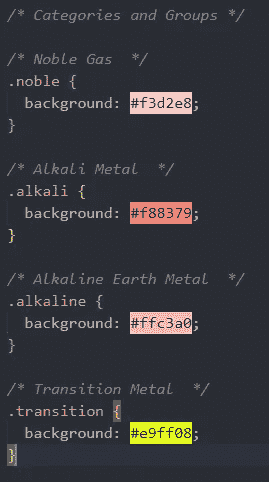 /* Categories and Groups */
/* Noble Gas  */
.noble {
  background: #f3d2e8;
}
/* Alkali Metal  */
.alkali {
  background: #f88379;
}
/* Alkaline Earth Metal  */
.alkaline {
  background: #ffc3a0;
}
/* Transition Metal  */
.transition {
  background: #e9ff08;
}